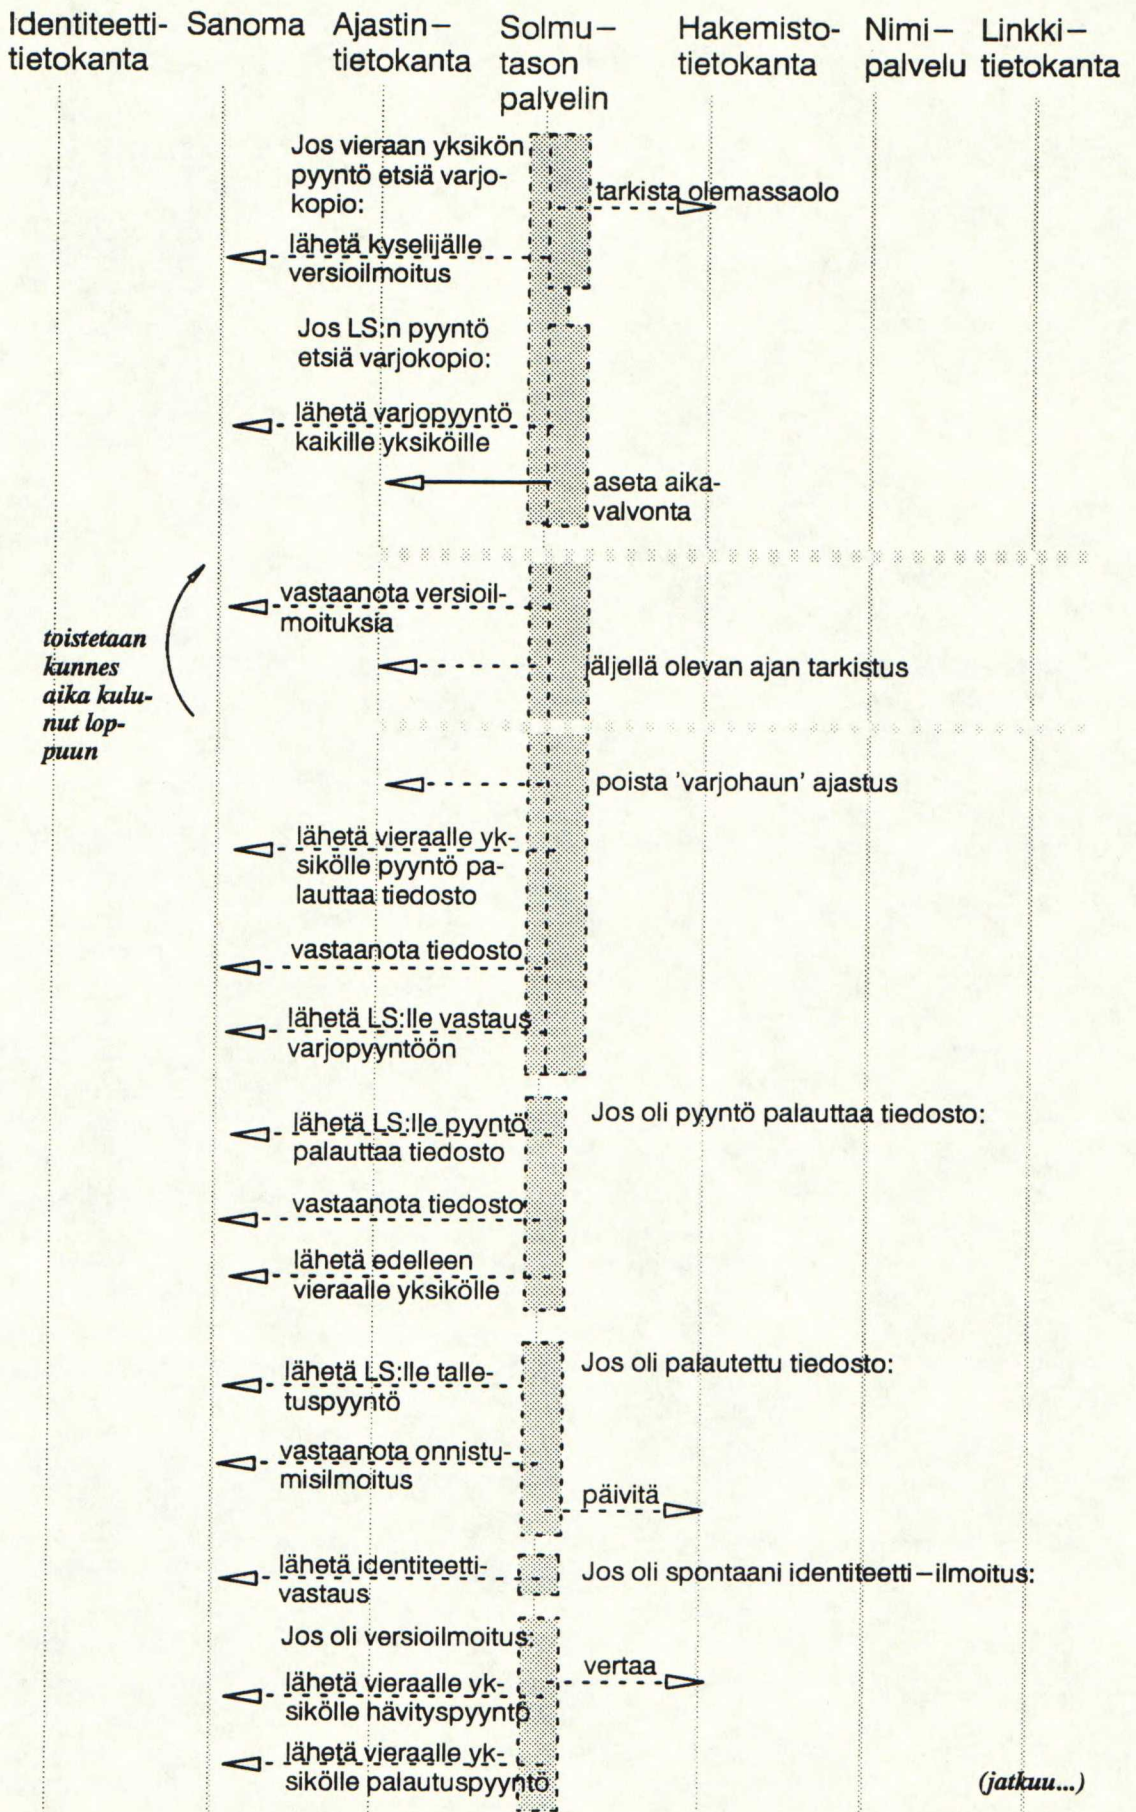 Identiteetti-
tietokanta
Sanoma
Ajastin–
tietokanta
Solmu–
tason
palvelin
Hakemisto-
tietokanta
Nimi–
palvelu
Linkki–
tietokanta
Jos vieraan yksikön
pyyntö etsiä varjo-
kopio:
tarkista olemassaolo
lähetä kyselijälle
versioilmoitus
Jos LS:n pyyntö
etsiä varjokopio:
lähetä varjopyyntö
kaikille yksiköille
aseta aika-
valvonta
vastaanota versioil-
moituksia
toistetaan
kunnes
aika kulu-
nut lop-
puun
jäljellä olevan ajan tarkistus
poista 'varjohaun' ajastus
lähetä vieraalle yk-
sikölle pyyntö pa-
lauttaa tiedosto
vastaanota tiedosto
lähetä LS:lle vastaus
varjopyyntöön
Jos oli pyyntö palauttaa tiedosto:
lähetä LS:lle pyyntö
palauttaa tiedosto
vastaanota tiedosto
lähetä edelleen
vieraalle yksikölle
Jos oli palautettu tiedosto:
lähetä LS:lle talle-
tuspyyntö
vastaanota onnistu-
misilmoitus
päivitä
lähetä identiteetti-
vastaus
Jos oli spontaani identiteetti–ilmoitus:
Jos oli versioilmoitus:
vertaa
lähetä vieraalle yk-
sikölle hävityspyyntö
lähetä vieraalle yk-
sikölle palautuspyyntö
(jatkuu...)